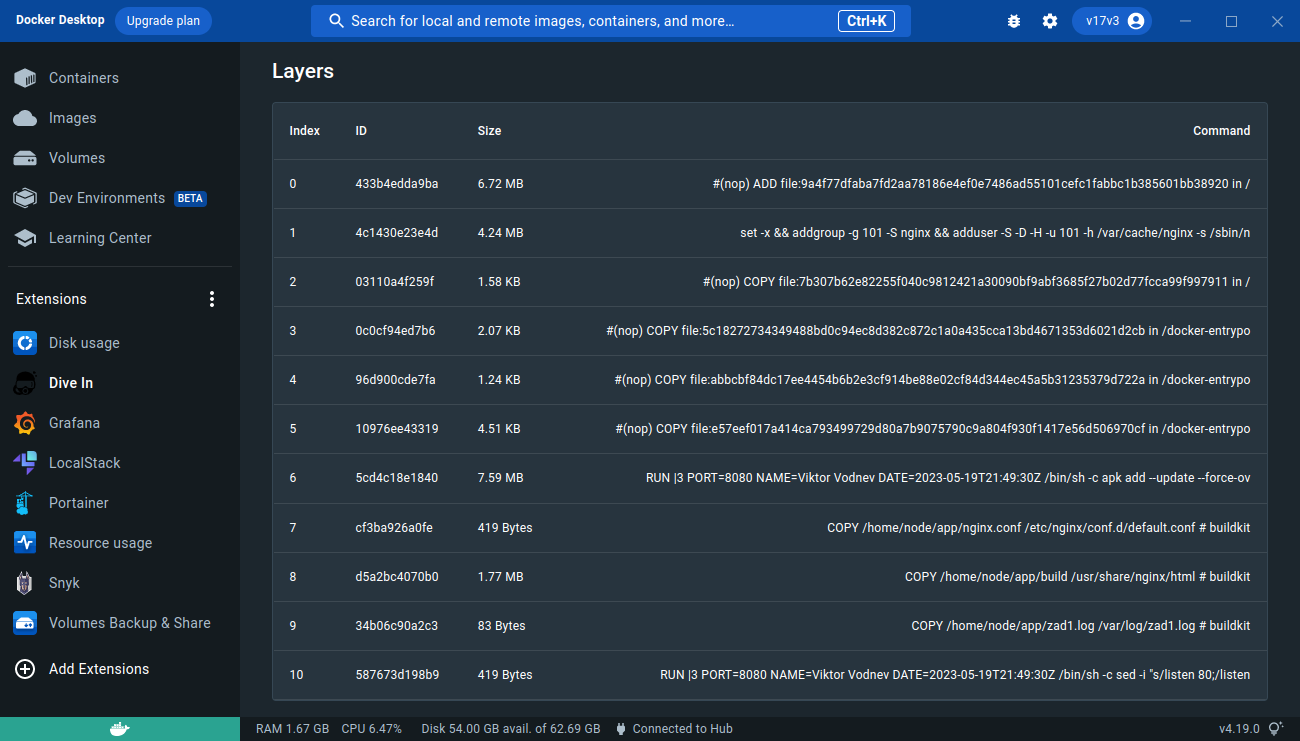 Docker Desktop Upgrade plan Search for local and remote images, containers, and more... Ctrl+K v17v3
Containers
Images
Volumes
Dev Environments BETA
Learning Center
Extensions
Disk usage
Dive In
Grafana
LocalStack
Portainer
Resource usage
Snyk
Volumes Backup & Share
Add Extensions
Layers
Index ID Size Command
0 433b4edda9ba 6.72 MB #(nop) ADD file:9a4f77dfaba7fd2aa78186e4ef0e7486ad55101cefc1fabbc1b385601bb38920 in /
1 4c1430e23e4d 4.24 MB set -x && addgroup -g 101 -S nginx && adduser -S -D -H -u 101 -h /var/cache/nginx -s /sbin/n
2 03110a4f259f 1.58 KB #(nop) COPY file:7b307b62e82255f040c9812421a30090bf9abf3685f27b02d77fcca99f997911 in /
3 0c0cf94ed7b6 2.07 KB #(nop) COPY file:5c18272734349488bd0c94ec8d382c872c1a0a435cca13bd4671353d6021d2cb in /docker-entrypo
4 96d900cde7fa 1.24 KB #(nop) COPY file:abbcbf84dc17ee4454b6b2e3cf914be88e02cf84d344ec45a5b31235379d722a in /docker-entrypo
5 10976ee43319 4.51 KB #(nop) COPY file:e57eef017a414ca793499729d80a7b9075790c9a804f930f1417e56d506970cf in /docker-entrypo
6 5cd4c18e1840 7.59 MB RUN |3 PORT=8080 NAME=Viktor Vodnev DATE=2023-05-19T21:49:30Z /bin/sh -c apk add --update --force-ov
7 cf3ba926a0fe 419 Bytes COPY /home/node/app/nginx.conf /etc/nginx/conf.d/default.conf # buildkit
8 d5a2bc4070b0 1.77 MB COPY /home/node/app/build /usr/share/nginx/html # buildkit
9 34b06c90a2c3 83 Bytes COPY /home/node/app/zad1.log /var/log/zad1.log # buildkit
10 587673d198b9 419 Bytes RUN |3 PORT=8080 NAME=Viktor Vodnev DATE=2023-05-19T21:49:30Z /bin/sh -c sed -i "s/listen 80;/listen
RAM 1.67 GB CPU 6.47% Disk 54.00 GB avail. of 62.69 GB Connected to Hub v4.19.0